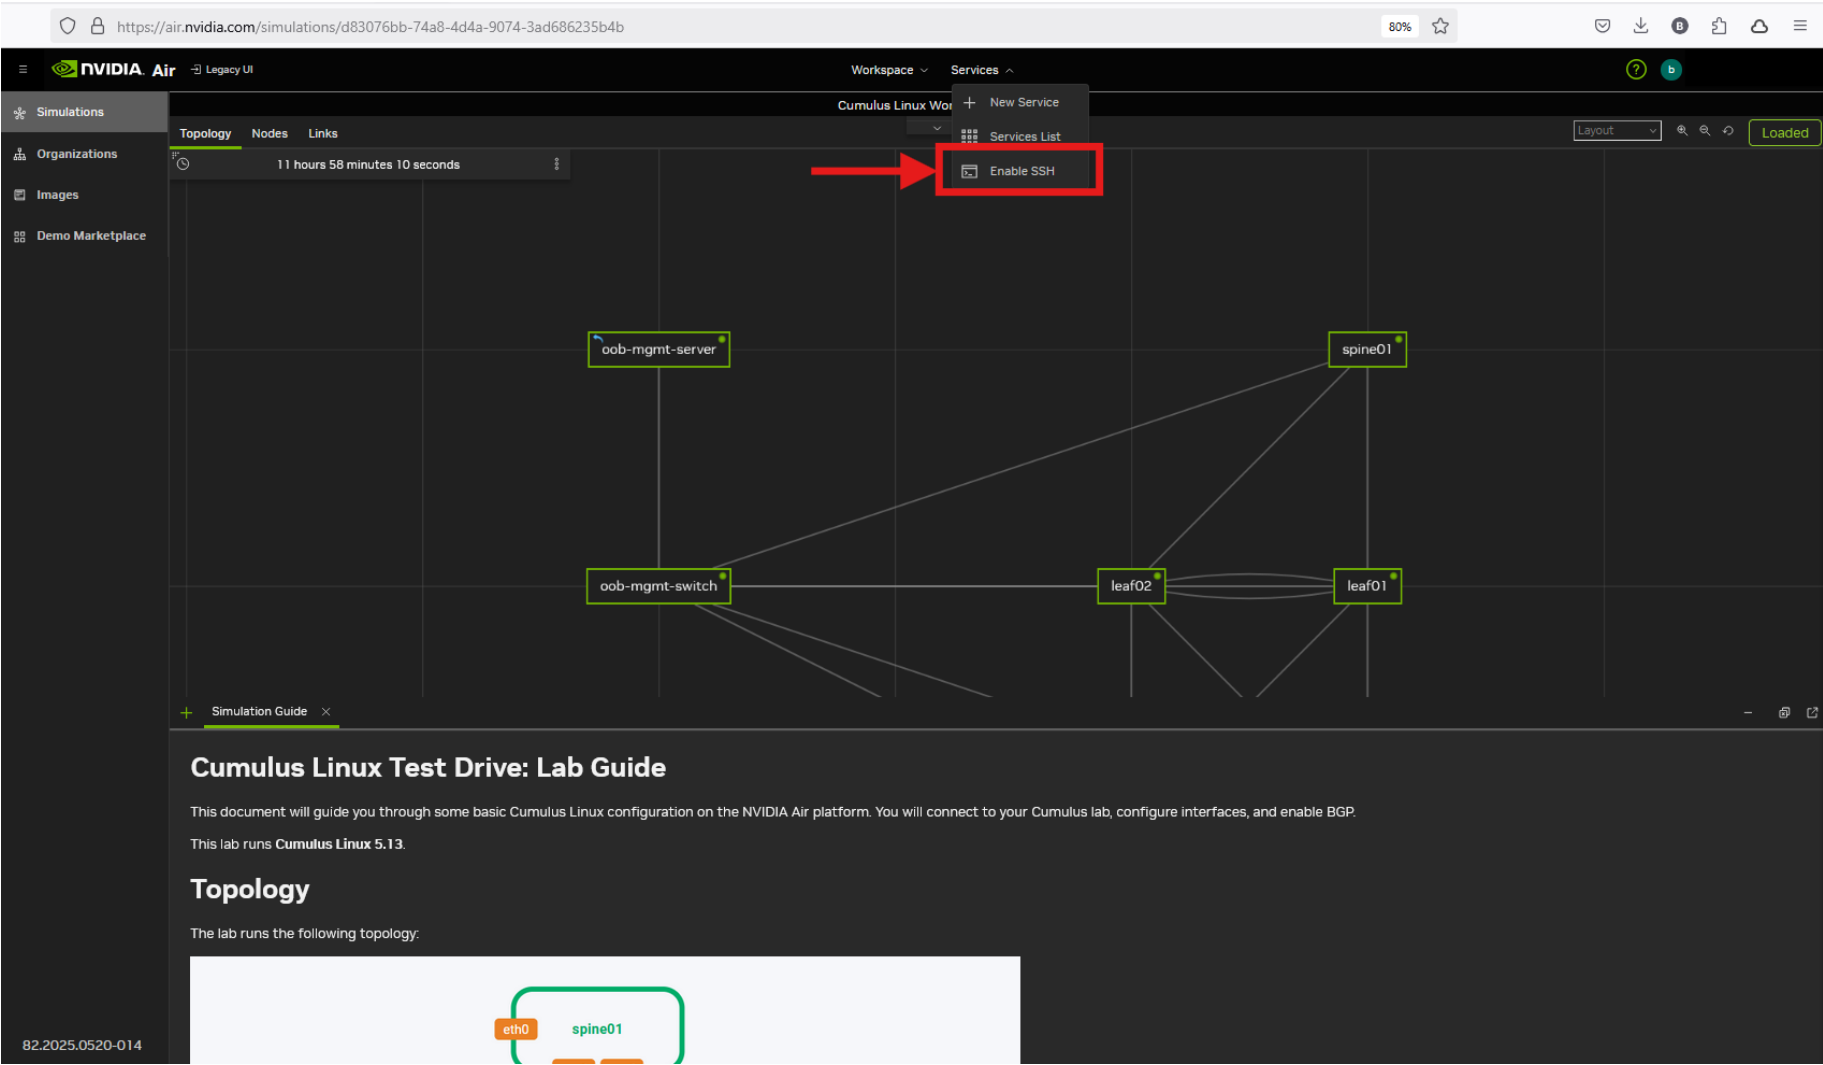 https://air.nvidia.com/simulations/d83076bb-74a8-4d4a-9074-3ad686235b4b
80%
B
NVIDIA. Air
Legacy UI
Workspace
Services
?
b
Simulations
Organizations
Images
Demo Marketplace
Cumulus Linux Wor
New Service
Services List
Enable SSH
Topology
Nodes
Links
Layout
Loaded
11 hours 58 minutes 10 seconds
oob-mgmt-server
spine01
oob-mgmt-switch
leaf02
leaf01
Simulation Guide
Cumulus Linux Test Drive: Lab Guide
This document will guide you through some basic Cumulus Linux configuration on the NVIDIA Air platform. You will connect to your Cumulus lab, configure interfaces, and enable BGP.
This lab runs Cumulus Linux 5.13.
Topology
The lab runs the following topology:
eth0
spine01
82.2025.0520-014